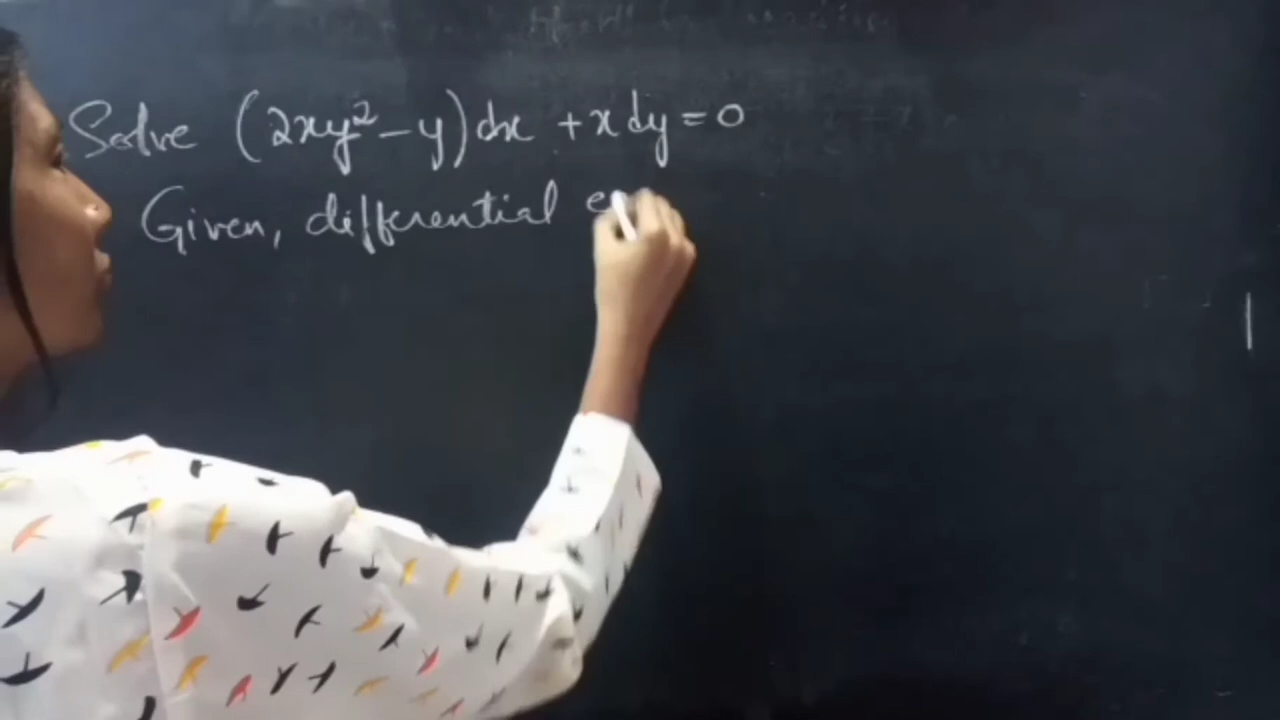 Solve (2xy² – y) dx + x dy = 0
Given, differential e